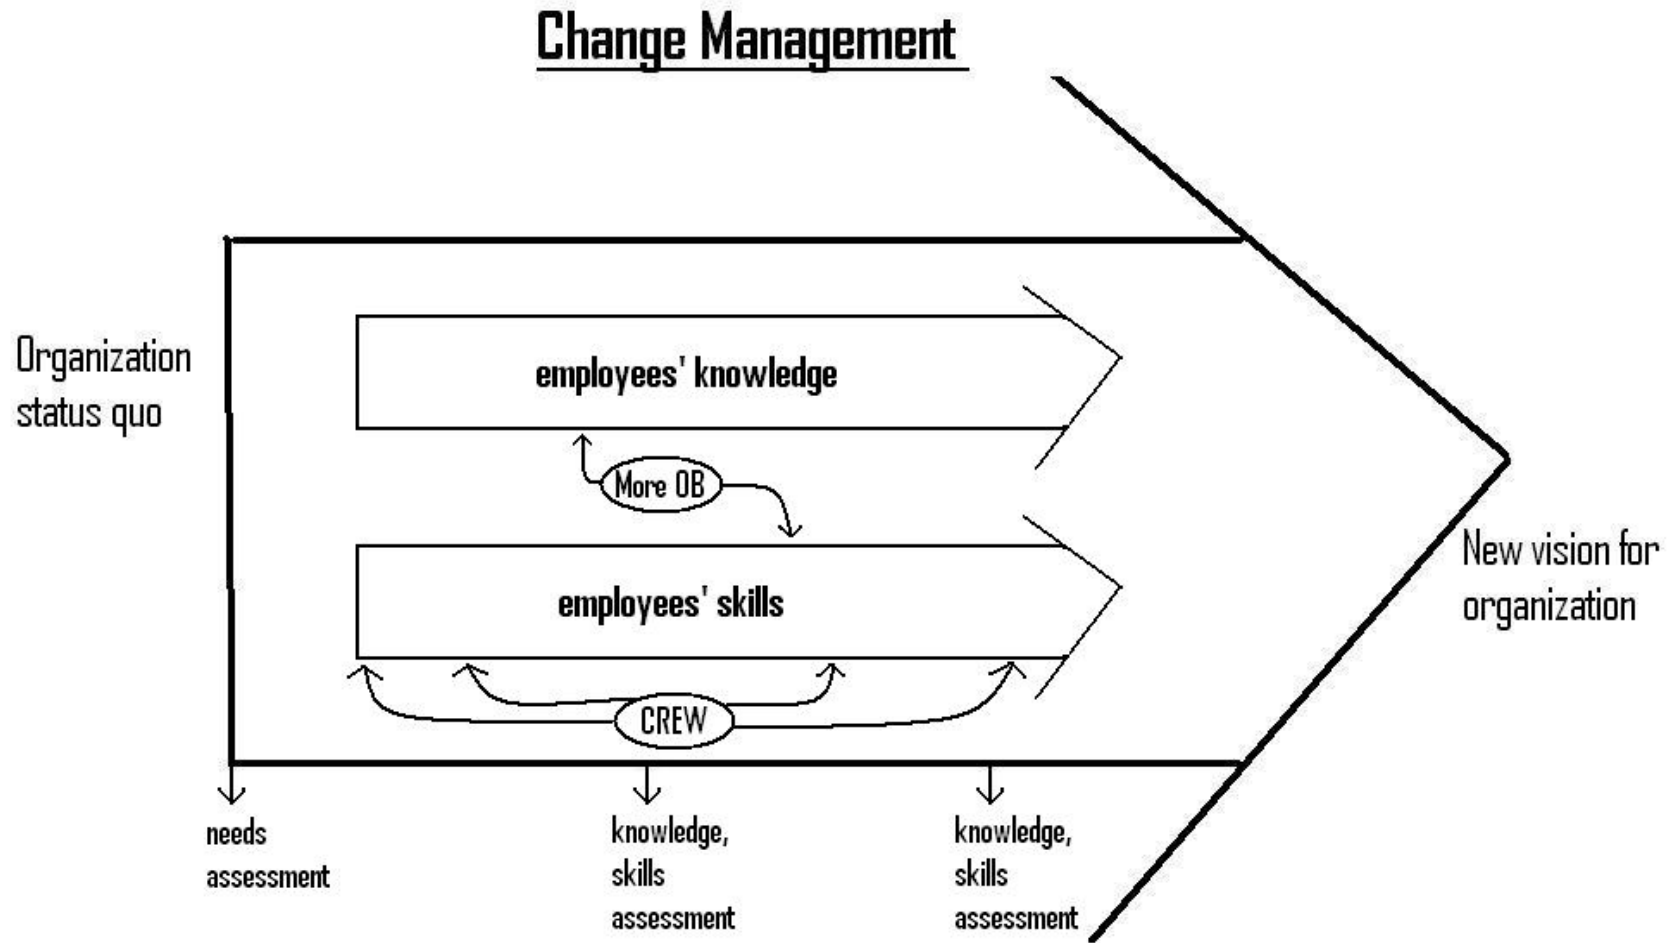 Change Management
Organization
status quo
employees' knowledge
More OB
employees' skills
CREW
New vision for
organization
needs
assessment
knowledge,
skills
assessment
knowledge,
skills
assessment